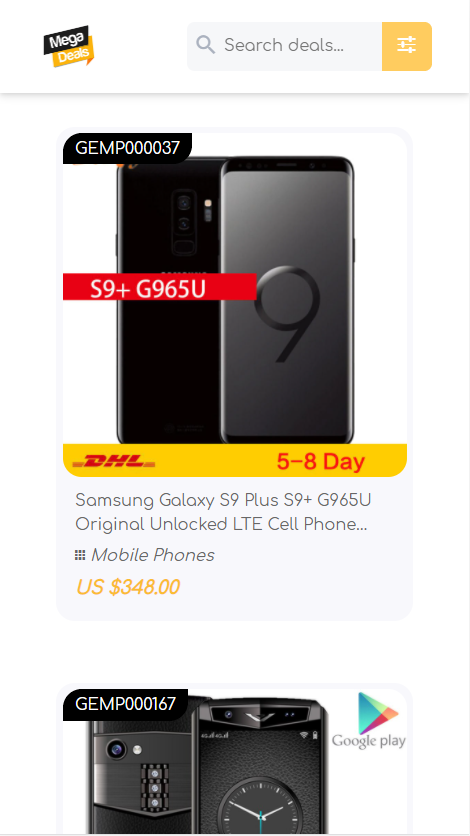 Mega
Deals
Search deals...
GEMP000037
S9+ G965U
DHL
5-8 Day
Samsung Galaxy S9 Plus S9+ G965U
Original Unlocked LTE Cell Phone...
Mobile Phones
US $348.00
GEMP000167
Google play